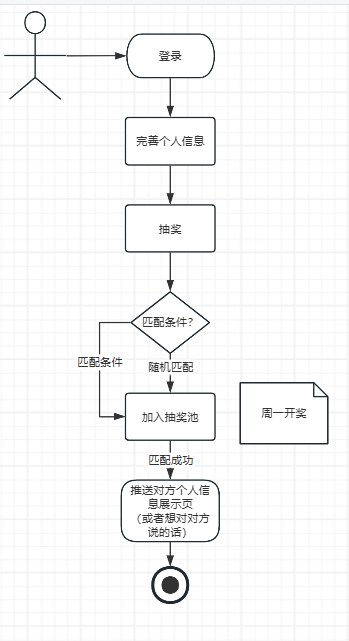 登录
完善个人信息
抽奖
匹配条件?
匹配条件
随机匹配
加入抽奖池
周一开奖
匹配成功
推送对方个人信
息展示页
（或者想对对方
说的话）